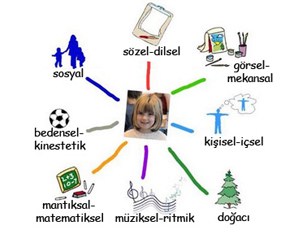 sözel-dilsel
görsel-
mekansal
sosyal
bedensel-
kinestetik
kişisel-içsel
mantıksal-
matematiksel
müziksel-ritmik
doğacı